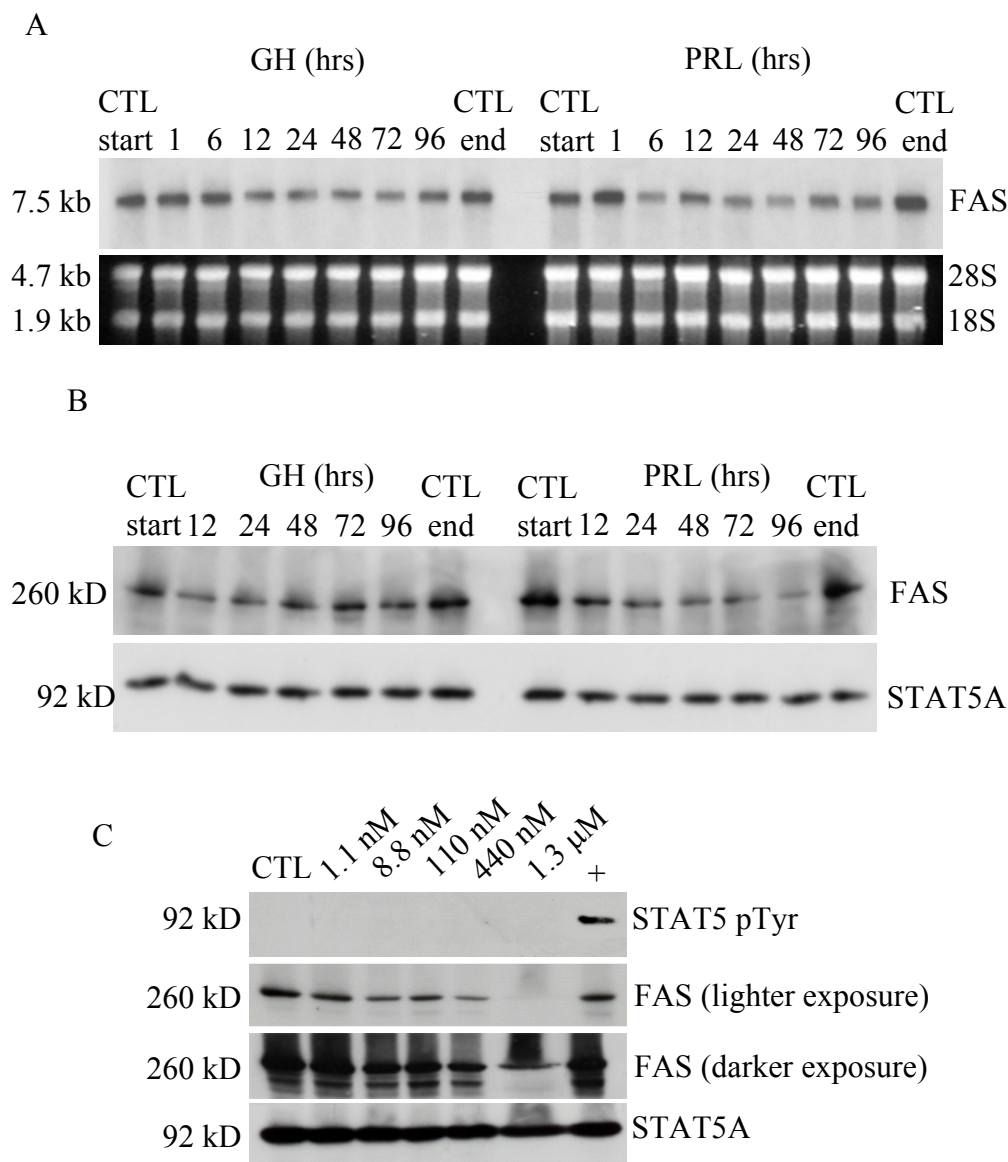 A
GH (hrs) PRL (hrs)
CTL CTL CTL CTL
start 1 6 12 24 48 72 96 end start 1 6 12 24 48 72 96 end
7.5 kb FAS
4.7 kb 28S
1.9 kb 18S
B
GH (hrs) PRL (hrs)
CTL CTL CTL CTL
start 12 24 48 72 96 end start 12 24 48 72 96 end
260 kD FAS
92 kD STAT5A
C
CTL 1.1 nM 8.8 nM 110 nM 440 nM 1.3 μM +
92 kD STAT5 pTyr
260 kD FAS (lighter exposure)
260 kD FAS (darker exposure)
92 kD STAT5A